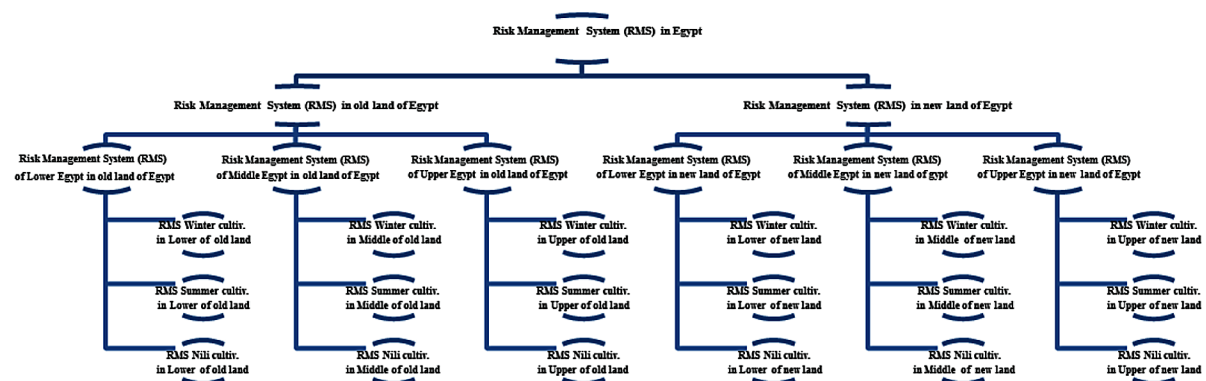 Risk Management System (RMS) in Egypt
Risk Management System (RMS) in old land of Egypt
Risk Management System (RMS) in new land of Egypt
Risk Management System (RMS)
of Lower Egypt in old land of Egypt
Risk Management System (RMS)
of Middle Egypt in old land of Egypt
Risk Management System (RMS)
of Upper Egypt in old land of Egypt
Risk Management System (RMS)
of Lower Egypt in new land of Egypt
Risk Management System (RMS)
of Middle Egypt in new land of gypt
Risk Management System (RMS)
of Upper Egypt in new land of Egypt
RMS Winter cultiv.
in Lower of old land
RMS Winter cultiv.
in Middle of old land
RMS Winter cultiv.
in Upper of old land
RMS Winter cultiv.
in Lower of new land
RMS Winter cultiv.
in Middle of new land
RMS Winter cultiv.
in Upper of new land
RMS Summer cultiv.
in Lower of old land
RMS Summer cultiv.
in Middle of old land
RMS Summer cultiv.
in Upper of old land
RMS Summer cultiv.
in Lower of new land
RMS Summer cultiv.
in Middle of new land
RMS Summer cultiv.
in Upper of new land
RMS Nili cultiv.
in Lower of old land
RMS Nili cultiv.
in Middle of old land
RMS Nili cultiv.
in Upper of old land
RMS Nili cultiv.
in Lower of new land
RMS Nili cultiv.
in Middle of new land
RMS Nili cultiv.
in Upper of new land